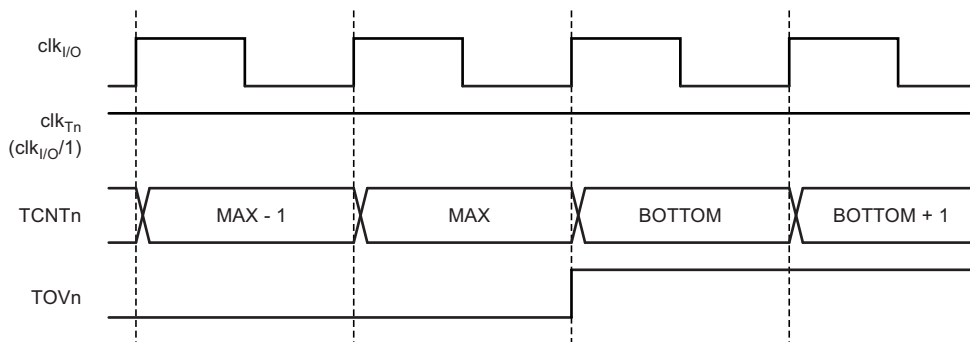 clkI/O
clkTn
(clkI/O/1)
TCNTn MAX - 1 MAX BOTTOM BOTTOM + 1
TOVn